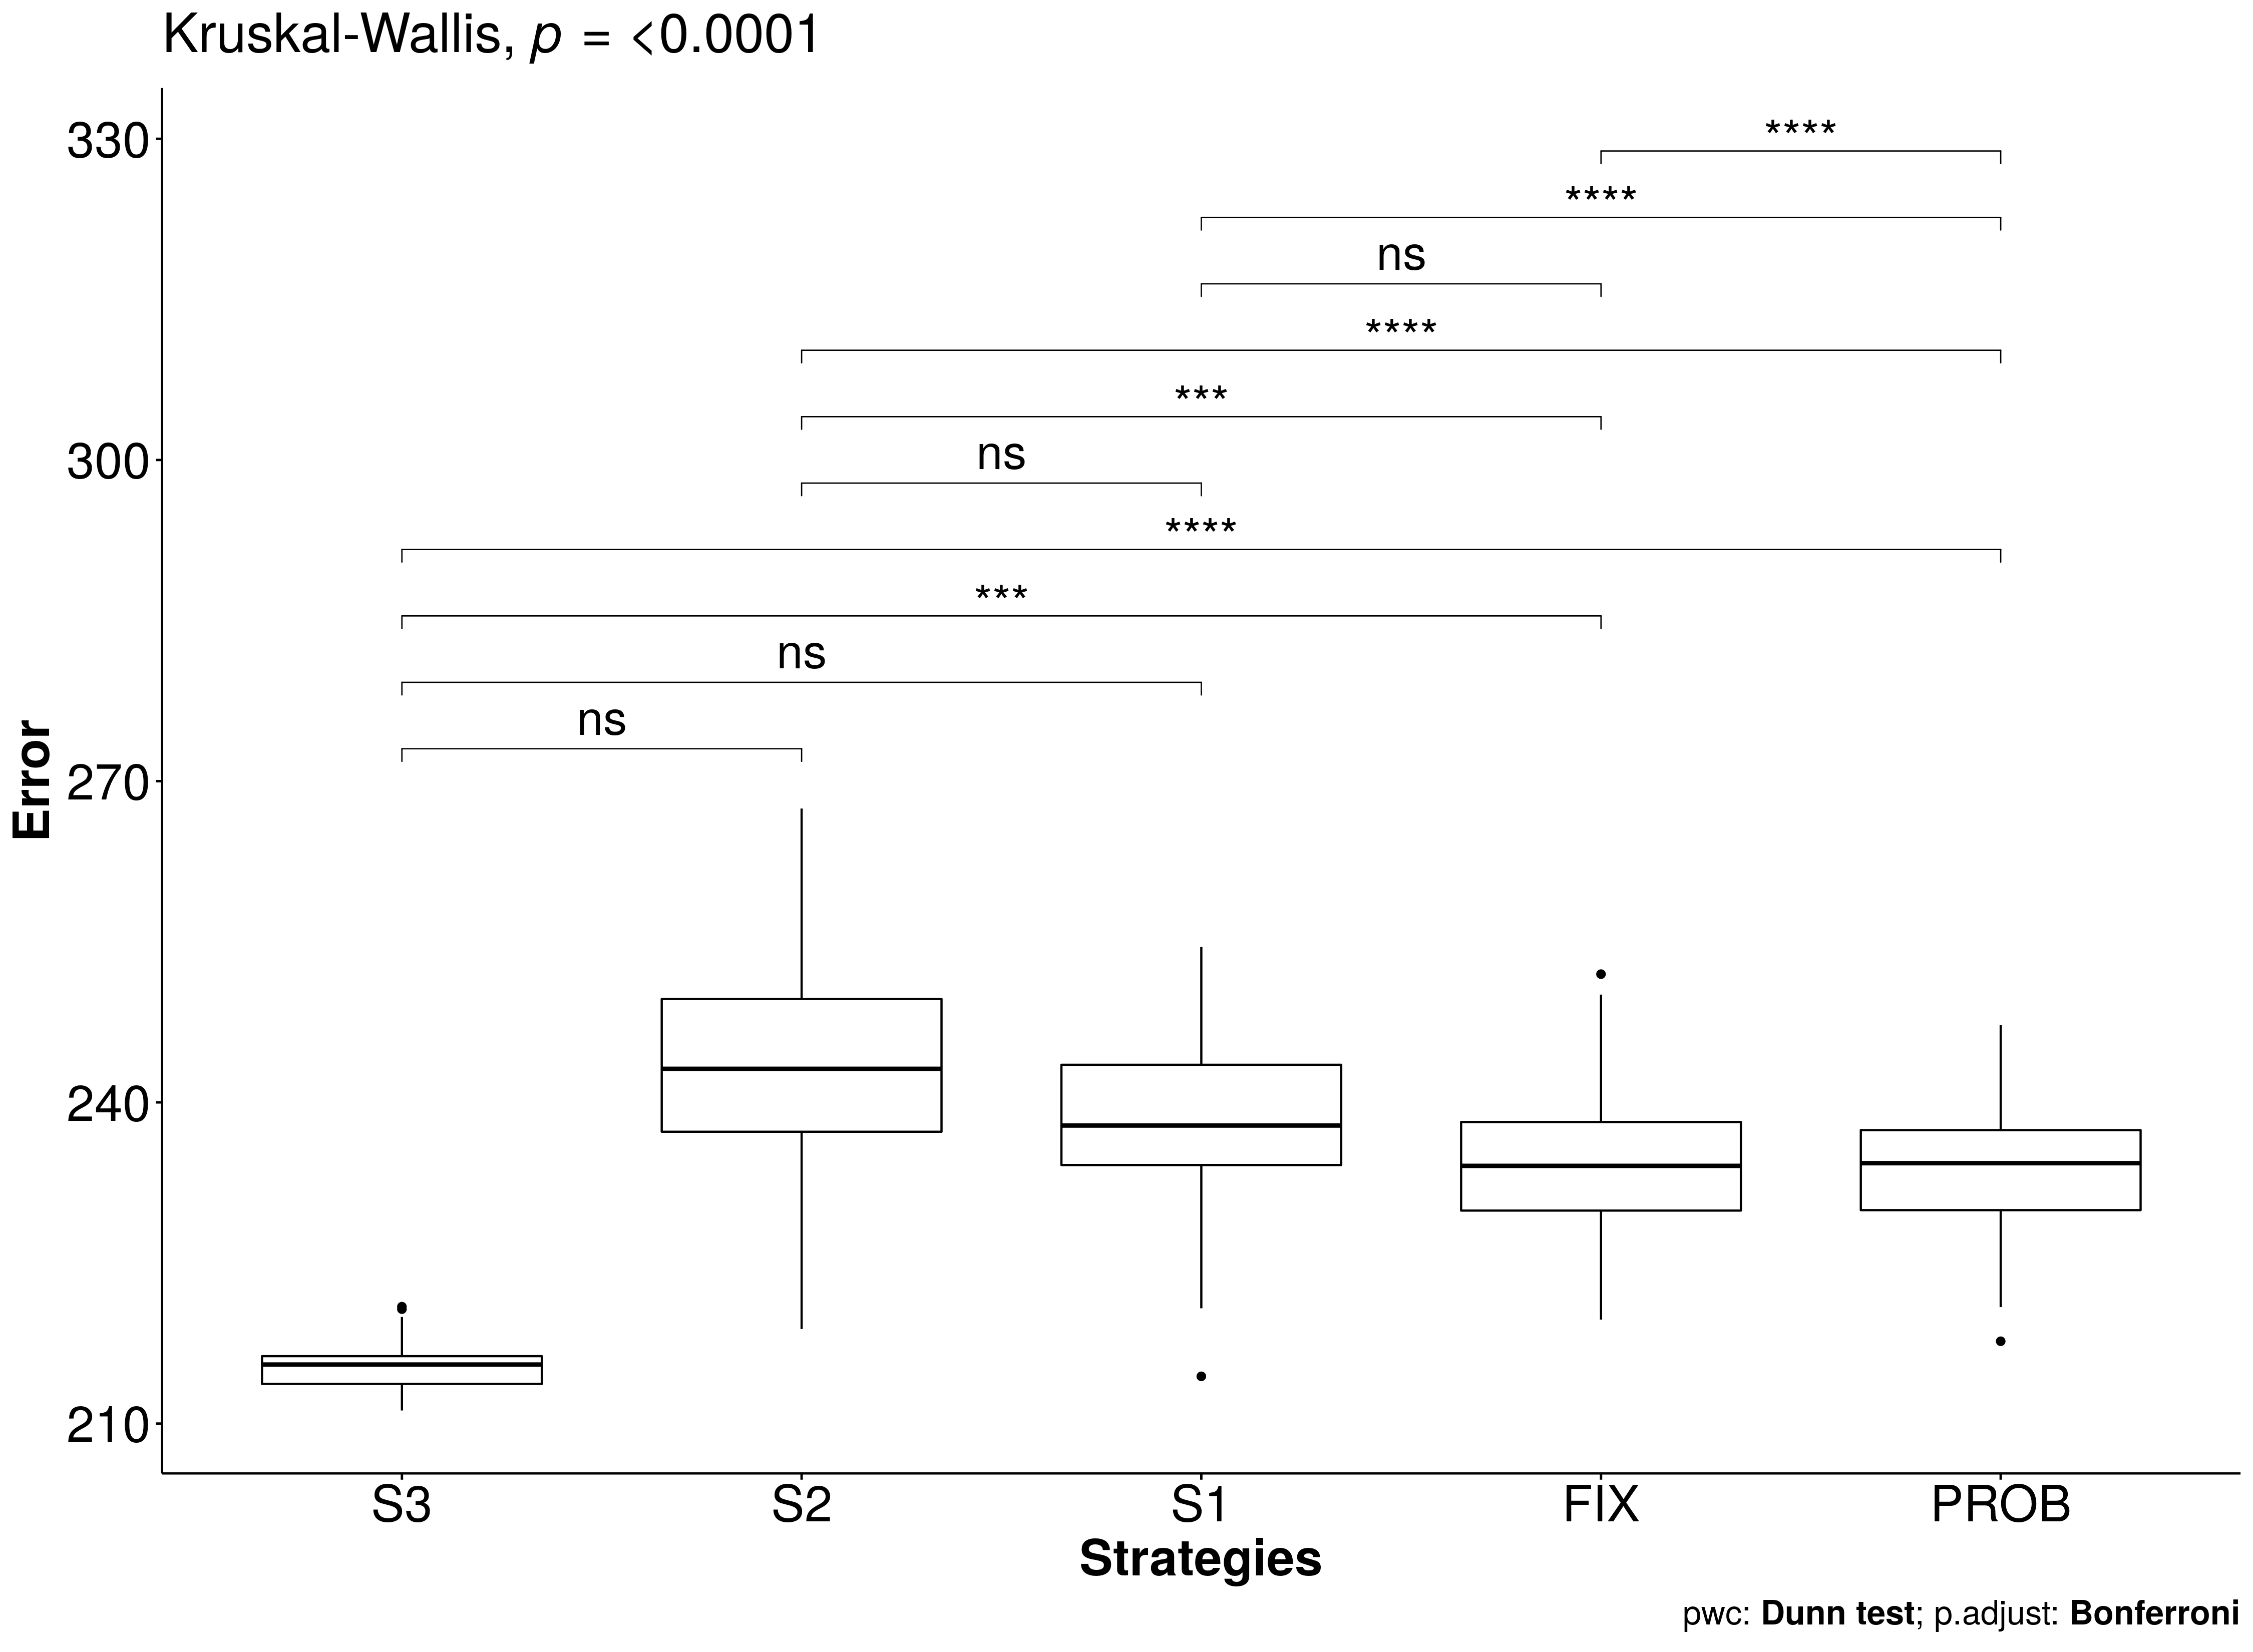 Kruskal-Wallis, p = <0.0001
330
****
****
ns
****
***
300
ns
****
***
ns
ns
270
Error
240
210
S3 S2 S1 FIX PROB
Strategies
pwc: Dunn test; p.adjust: Bonferroni